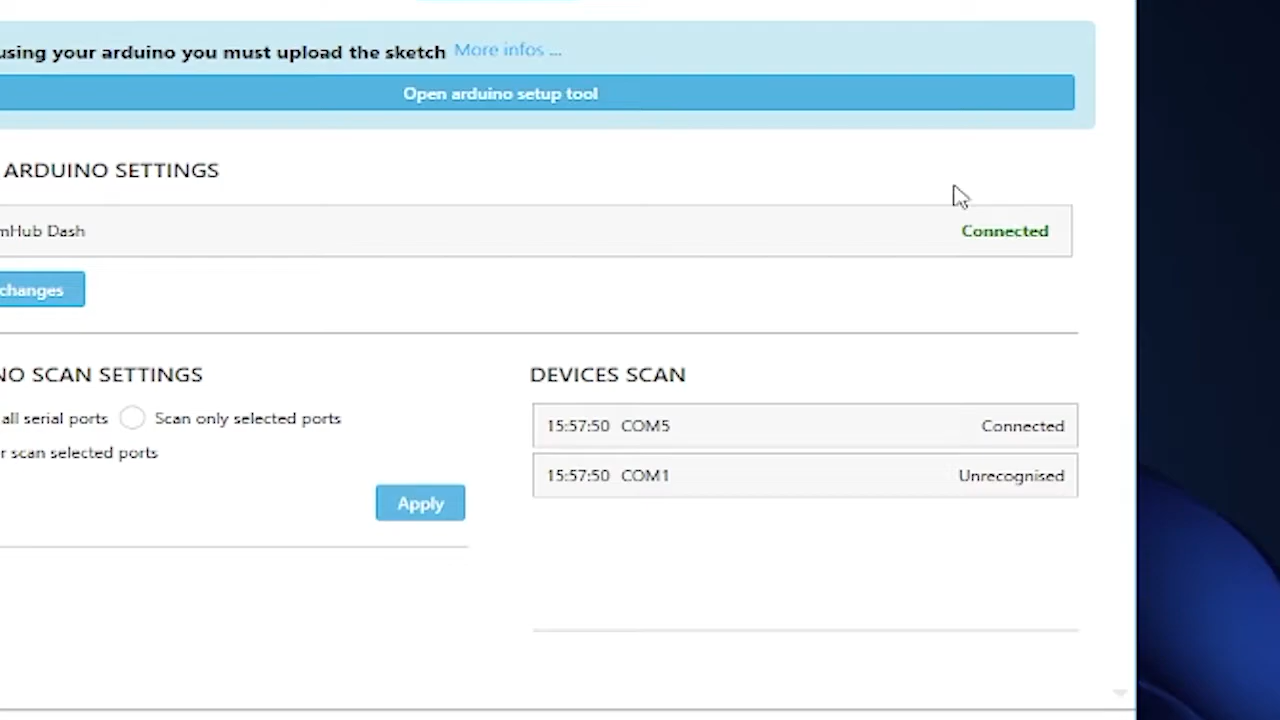 using your arduino you must upload the sketch More infos ...
Open arduino setup tool
ARDUINO SETTINGS
mHub Dash Connected
changes
NO SCAN SETTINGS
all serial ports Scan only selected ports
r scan selected ports
Apply
DEVICES SCAN
15:57:50 COM5 Connected
15:57:50 COM1 Unrecognised